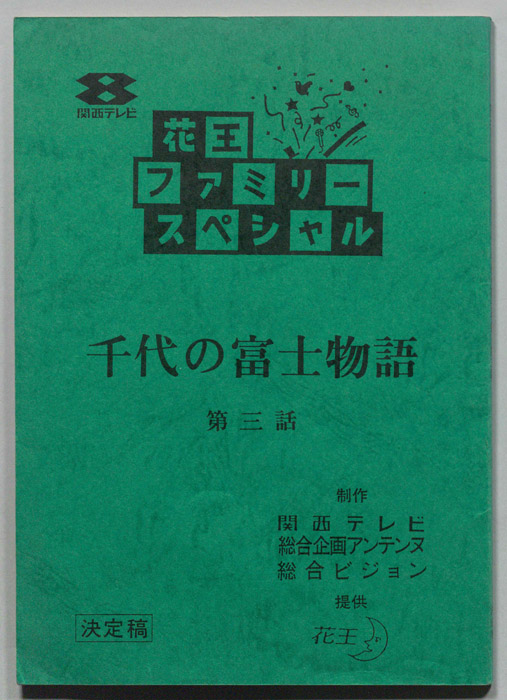 関西テレビ
花王
ファミリー
スペシャル
千代の富士物語
第三話
制作
関西テレビ
総合企画アンテンヌ
総合ビジョン
提供
花王
決定稿